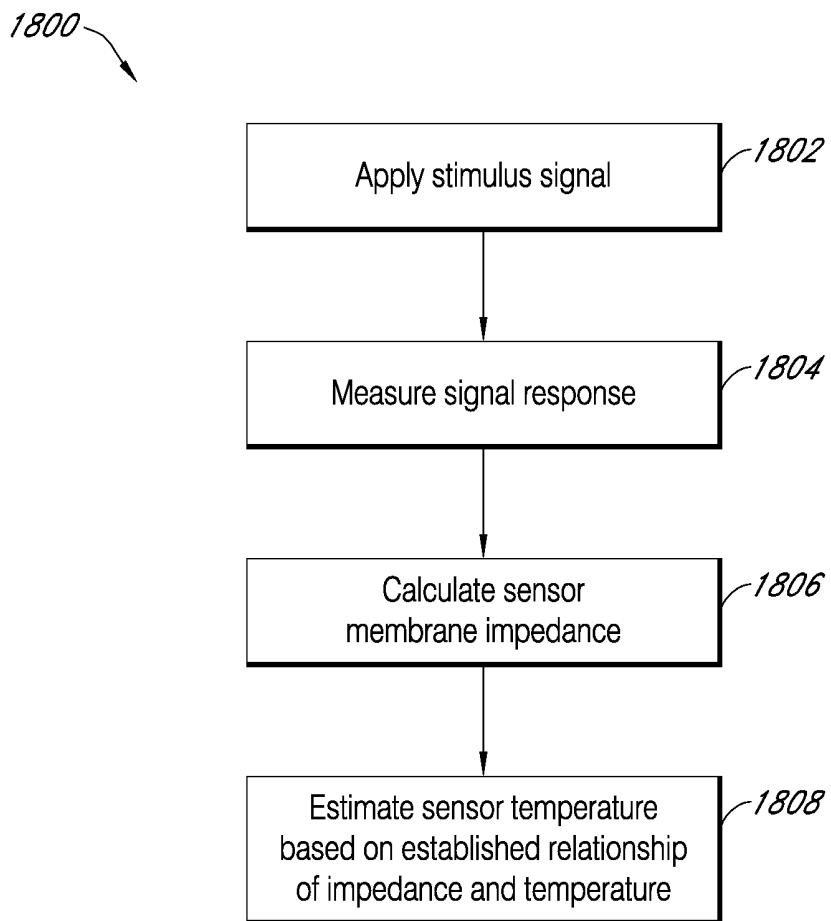 1800
Apply stimulus signal
1802
Measure signal response
1804
Calculate sensor
membrane impedance
1806
Estimate sensor temperature
based on established relationship
of impedance and temperature
1808